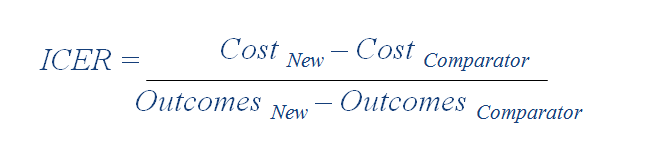 ICER = Cost New – Cost Comparator
Outcomes New – Outcomes Comparator